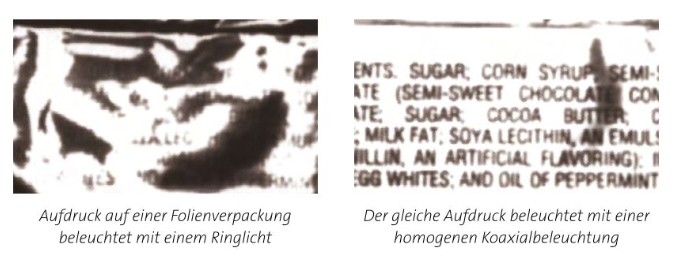 ENTS. SUGAR; CORN SYRUP; SEMI-S
ATE (SEMI-SWEET CHOCOLATE CON
ATE; SUGAR; COCOA BUTTER; C
; MILK FAT; SOYA LECITHIN, AN EMULS
ILLIN, AN ARTIFICIAL FLAVORING); I
GG WHITES; AND OIL OF PEPPERMINT
Aufdruck auf einer Folienverpackung
beleuchtet mit einem Ringlicht
Der gleiche Aufdruck beleuchtet mit einer
homogenen Koaxialbeleuchtung